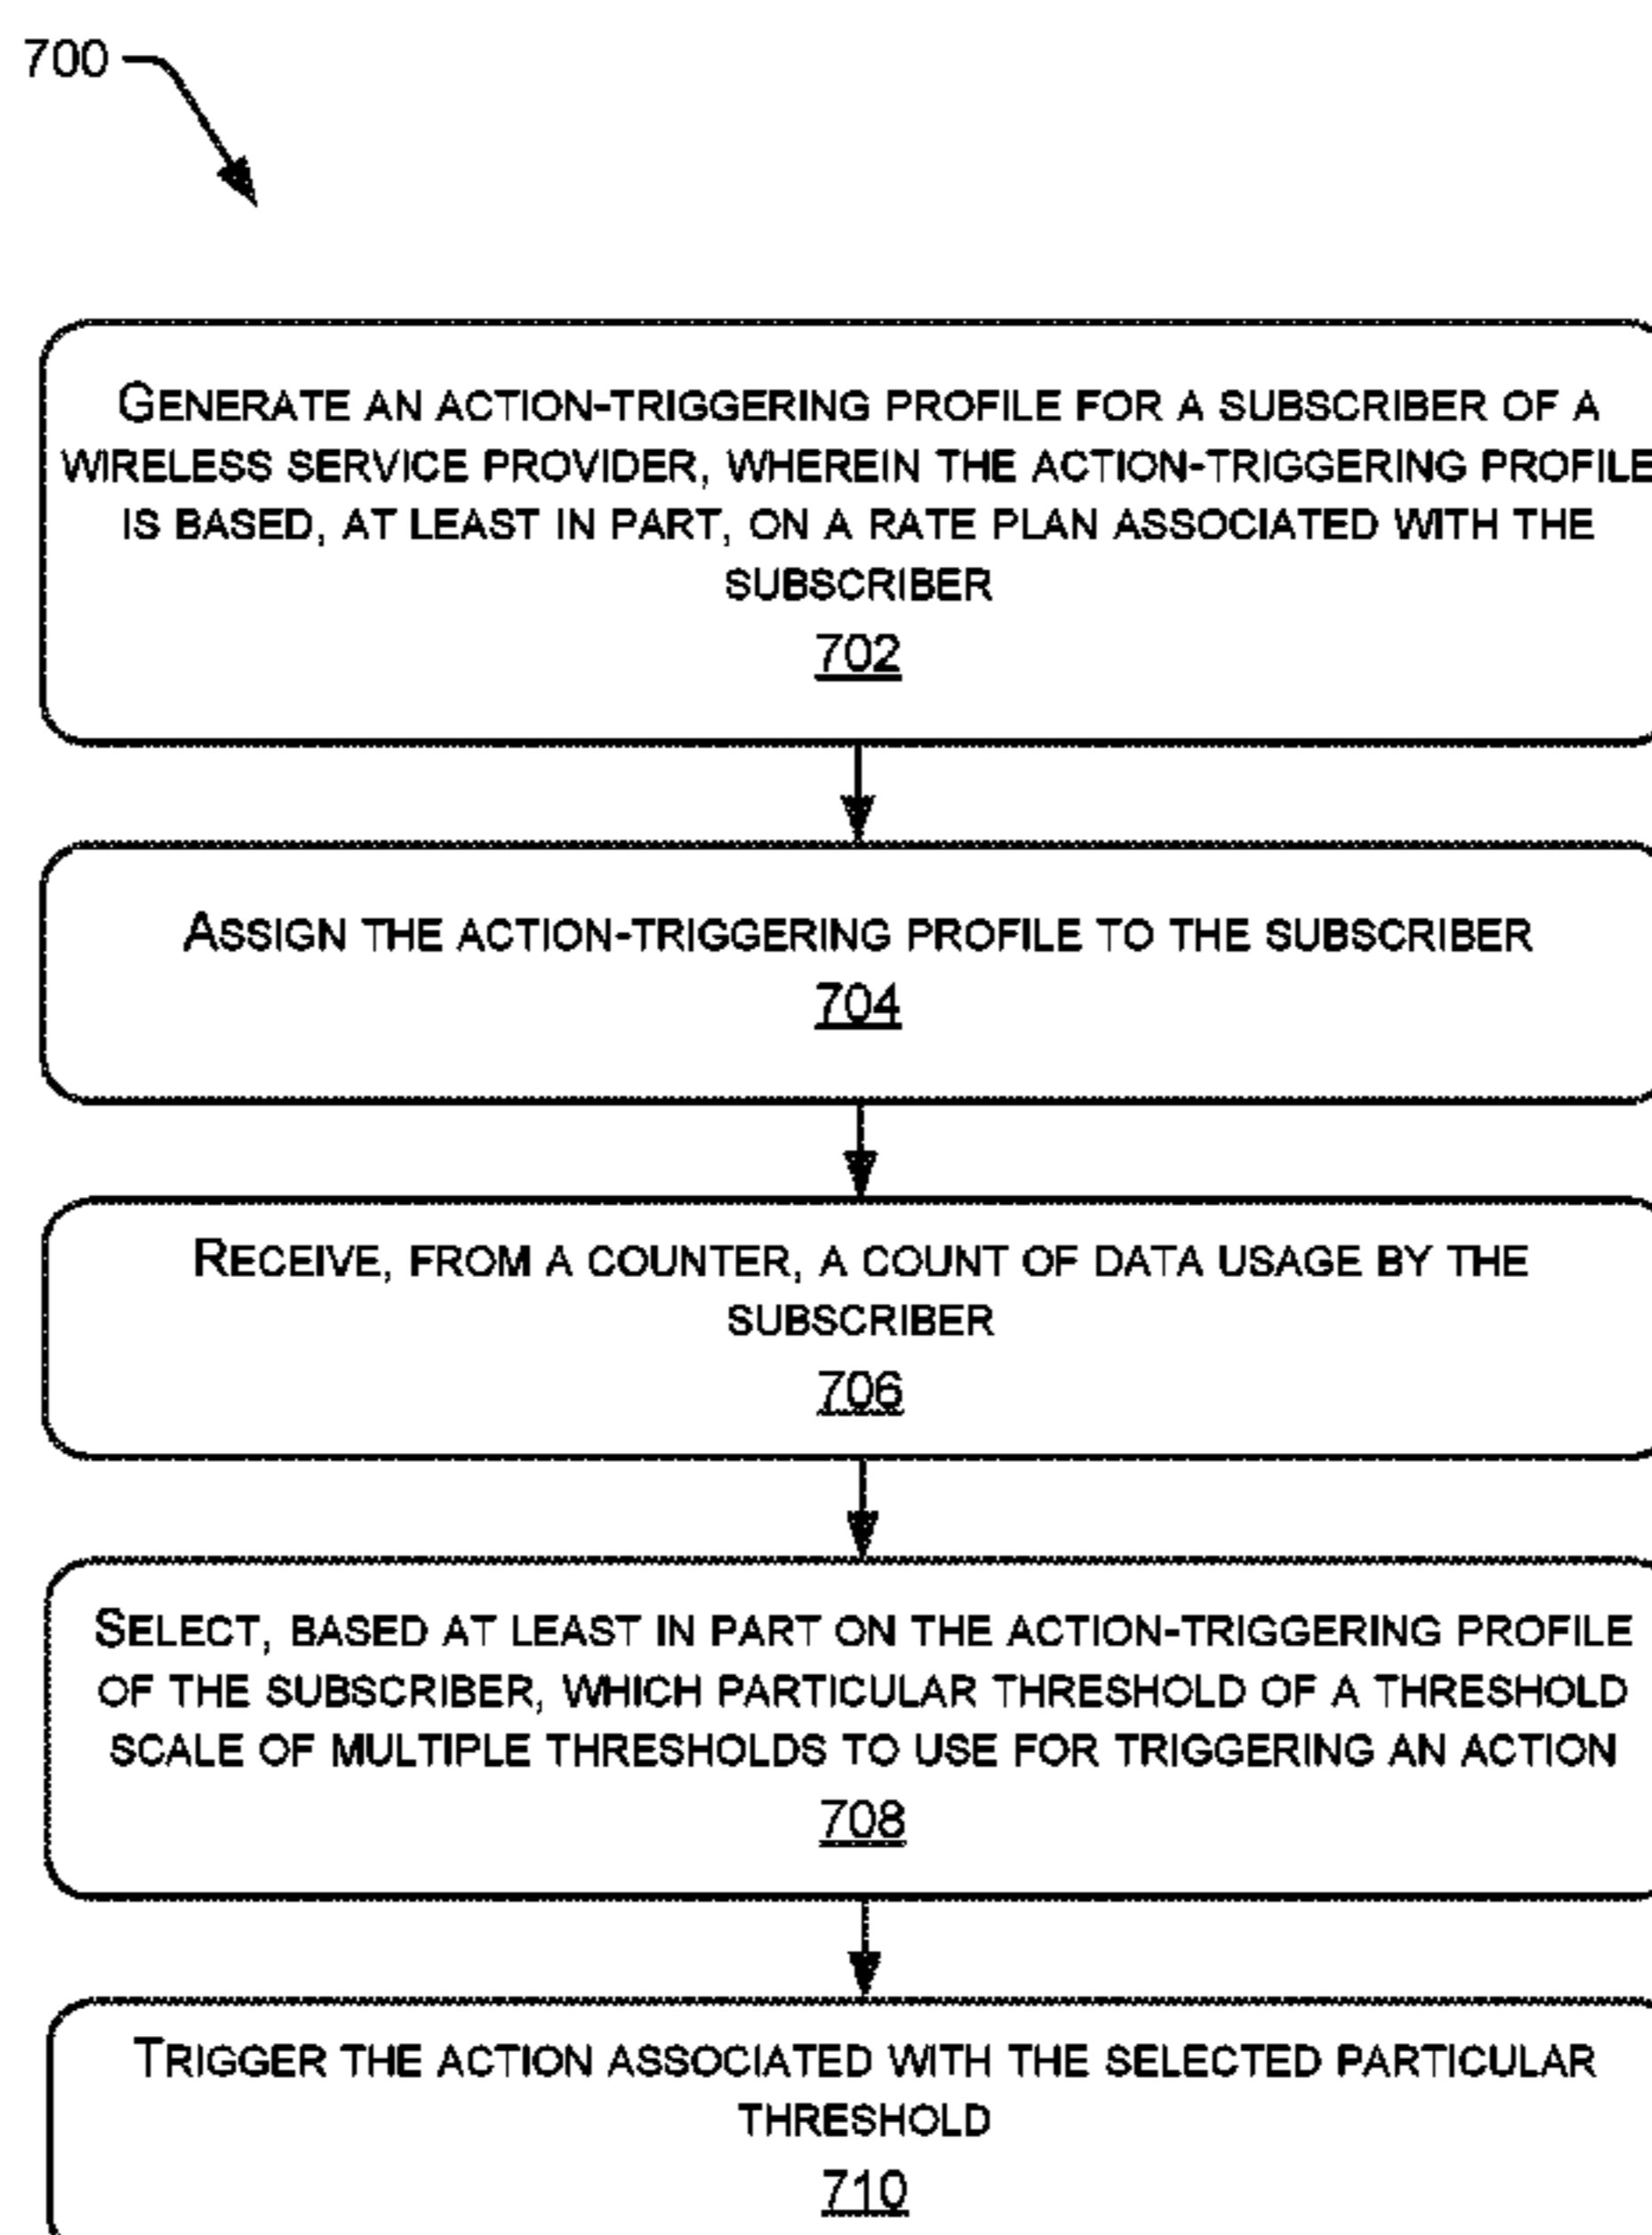 700
GENERATE AN ACTION-TRIGGERING PROFILE FOR A SUBSCRIBER OF A
WIRELESS SERVICE PROVIDER, WHEREIN THE ACTION-TRIGGERING PROFILE
IS BASED, AT LEAST IN PART, ON A RATE PLAN ASSOCIATED WITH THE
SUBSCRIBER
702
ASSIGN THE ACTION-TRIGGERING PROFILE TO THE SUBSCRIBER
704
RECEIVE, FROM A COUNTER, A COUNT OF DATA USAGE BY THE
SUBSCRIBER
706
SELECT, BASED AT LEAST IN PART ON THE ACTION-TRIGGERING PROFILE
OF THE SUBSCRIBER, WHICH PARTICULAR THRESHOLD OF A THRESHOLD
SCALE OF MULTIPLE THRESHOLDS TO USE FOR TRIGGERING AN ACTION
708
TRIGGER THE ACTION ASSOCIATED WITH THE SELECTED PARTICULAR
THRESHOLD
710